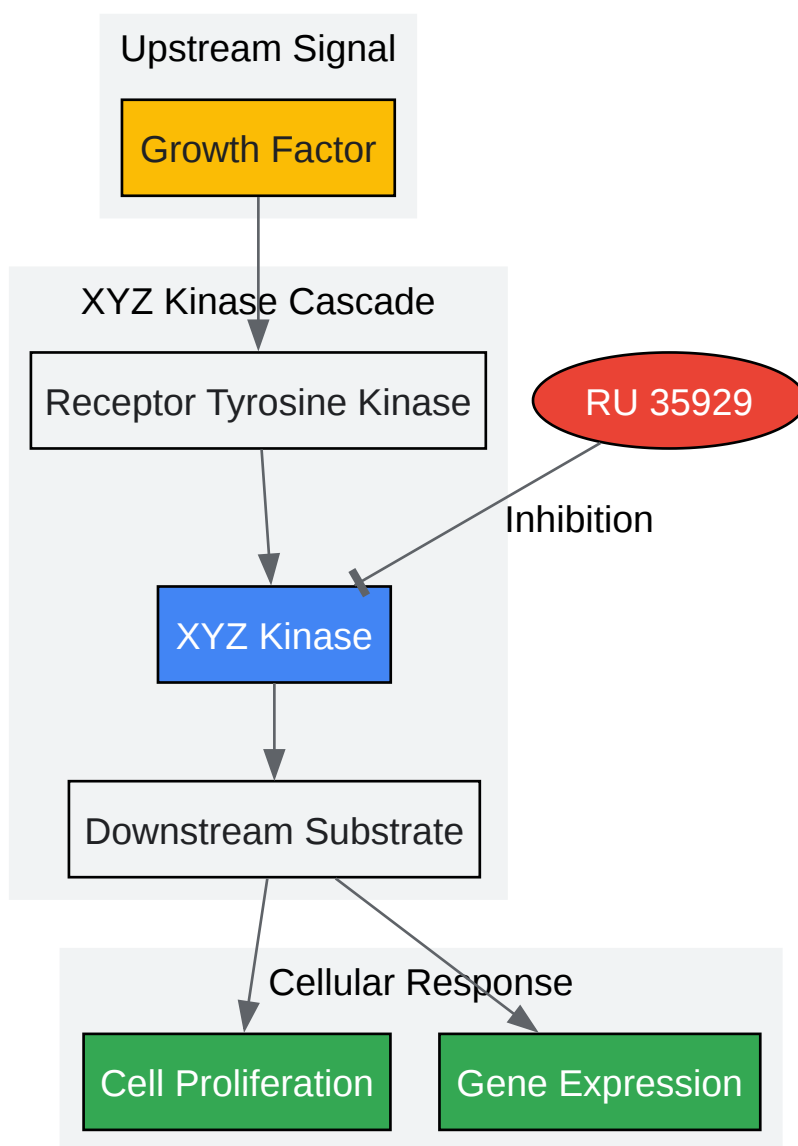 Upstream Signal
Growth Factor
XYZ Kinase Cascade
Receptor Tyrosine Kinase
RU 35929
Inhibition
XYZ Kinase
Downstream Substrate
Cellular Response
Cell Proliferation
Gene Expression